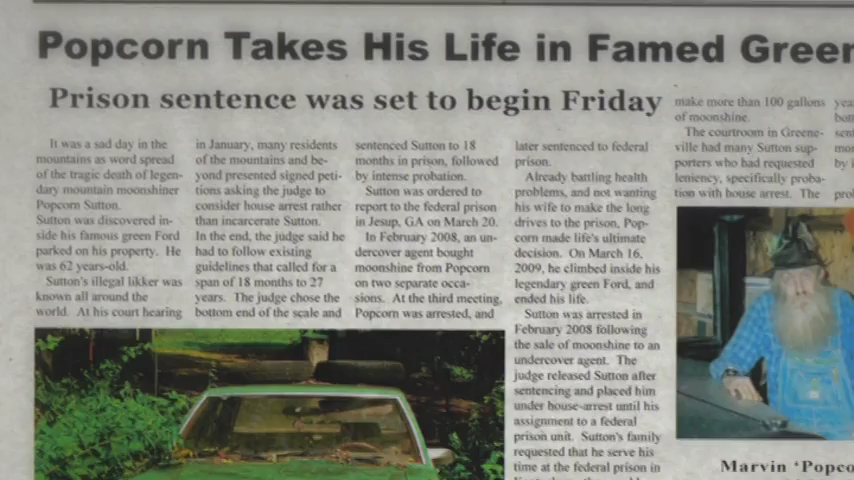 Popcorn Takes His Life in Famed Green
Prison sentence was set to begin Friday
It was a sad day in the
mountains as word spread
of the tragic death of legen-
dary mountain moonshiner
Popcorn Sutton.
Sutton was discovered in-
side his famous green Ford
parked on his property. He
was 62 years-old.
Sutton's illegal likker was
known all around the
world. At his court hearing
in January, many residents
of the mountains and be-
yond presented signed peti-
tions asking the judge to
consider house arrest rather
than incarcerate Sutton.
In the end, the judge said he
had to follow existing
guidelines that called for a
span of 18 months to 27
years. The judge chose the
bottom end of the scale and
sentenced Sutton to 18
months in prison, followed
by intense probation.
Sutton was ordered to
report to the federal prison
in Jesup, GA on March 20.
In February 2008, an un-
dercover agent bought
moonshine from Popcorn
on two separate occa-
sions. At the third meeting,
Popcorn was arrested, and
later sentenced to federal
prison.
Already battling health
problems, and not wanting
his wife to make the long
drives to the prison, Pop-
corn made life's ultimate
decision. On March 16,
2009, he climbed inside his
legendary green Ford, and
ended his life.
Sutton was arrested in
February 2008 following
the sale of moonshine to an
undercover agent. The
judge released Sutton after
sentencing and placed him
under house-arrest until his
assignment to a federal
prison unit. Sutton's family
requested that he serve his
time at the federal prison in
make more than 100 gallons
of moonshine.
The courtroom in Greene-
ville had many Sutton sup-
porters who had requested
leniency, specifically proba-
tion with house arrest. The
yea
bon
sent
mo
by i
prol
Marvin 'Popco